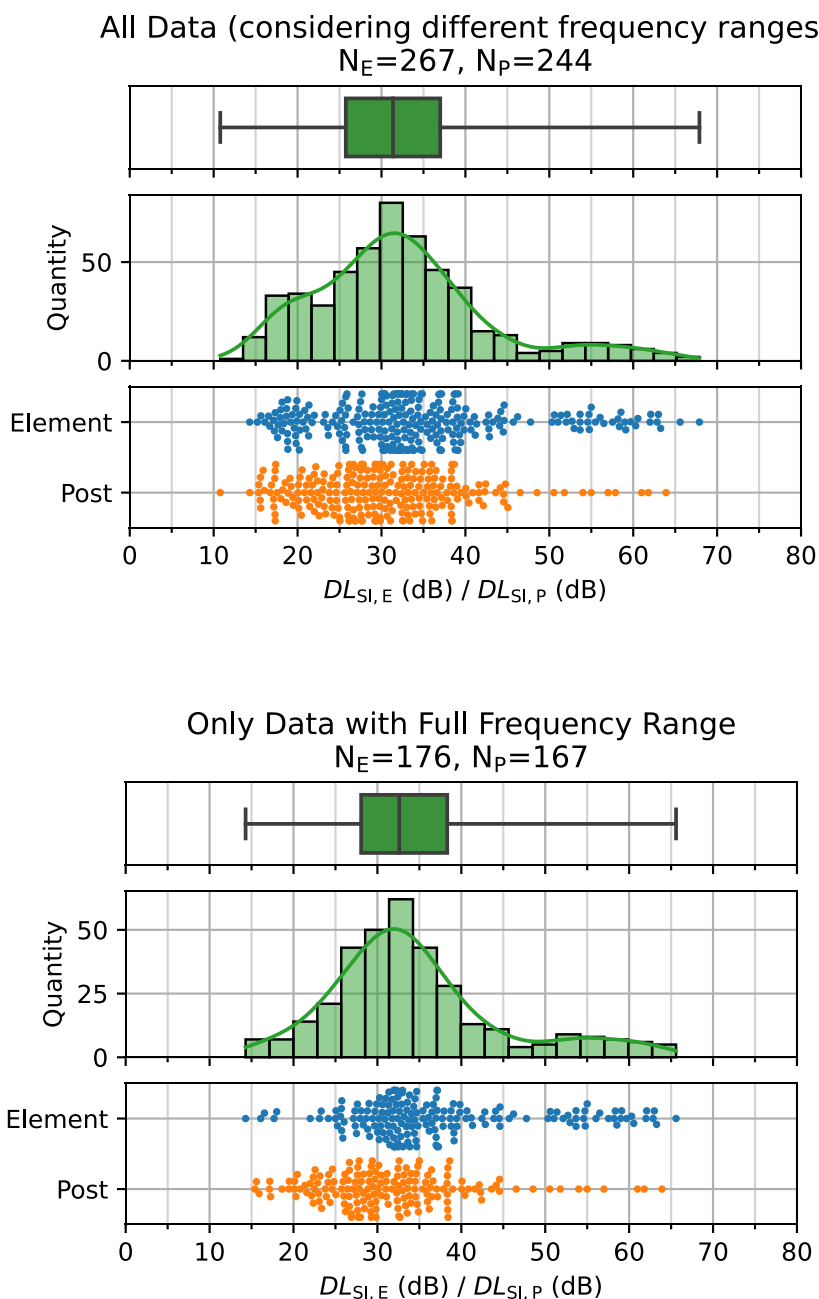 All Data (considering different frequency ranges
N_E=267, N_P=244
50
0
Quantity
Element
Post
0 10 20 30 40 50 60 70 80
DL_SI,E (dB) / DL_SI,P (dB)
Only Data with Full Frequency Range
N_E=176, N_P=167
50
25
0
Quantity
Element
Post
0 10 20 30 40 50 60 70 80
DL_SI,E (dB) / DL_SI,P (dB)